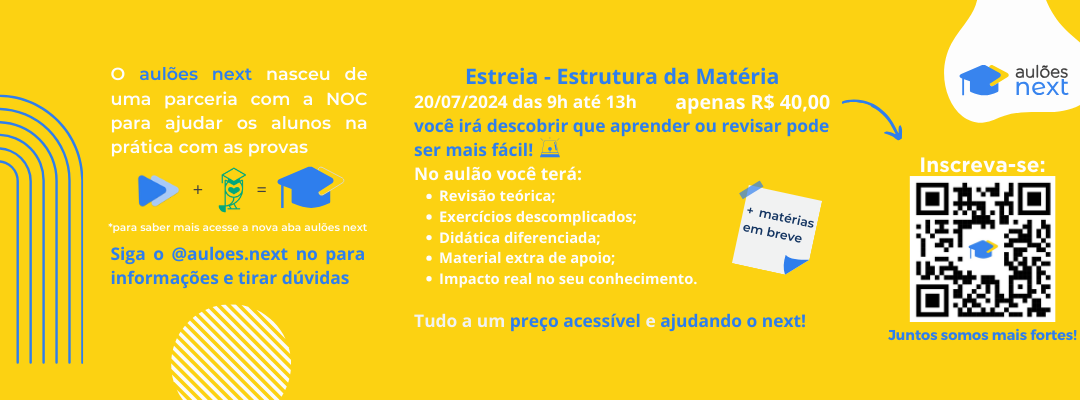 O aulões next nasceu de
uma parceria com a NOC
para ajudar os alunos na
prática com as provas
+ =
*para saber mais acesse a nova aba aulões next
Siga o @auloes.next no para
informações e tirar dúvidas
Estreia - Estrutura da Matéria
20/07/2024 das 9h até 13h apenas R$ 40,00
você irá descobrir que aprender ou revisar pode
ser mais fácil!
No aulão você terá:
• Revisão teórica;
• Exercícios descomplicados;
• Didática diferenciada;
• Material extra de apoio;
• Impacto real no seu conhecimento.
Tudo a um preço acessível e ajudando o next!
+ matérias
em breve
aulões
next
Inscreva-se:
Juntos somos mais fortes!